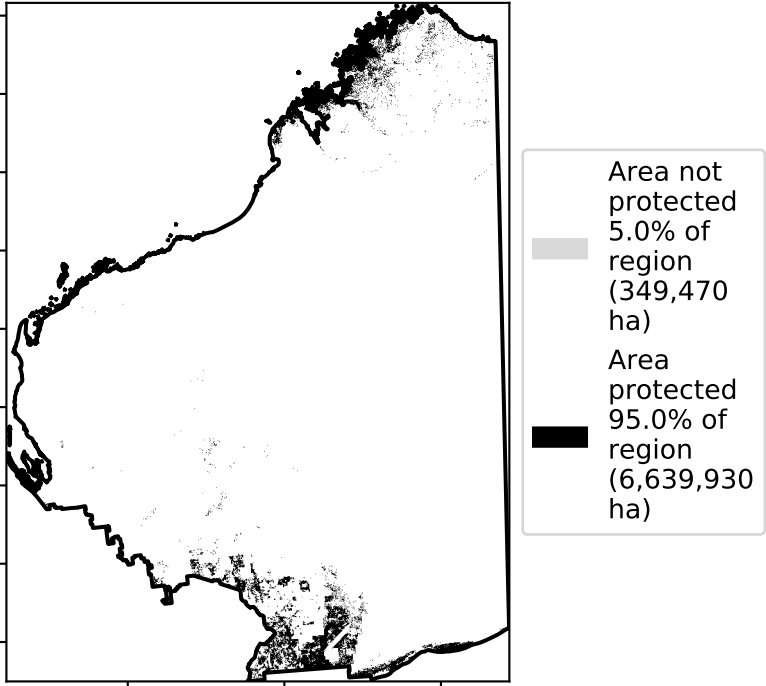 Area not
protected
5.0% of
region
(349,470
ha)
Area
protected
95.0% of
region
(6,639,930
ha)